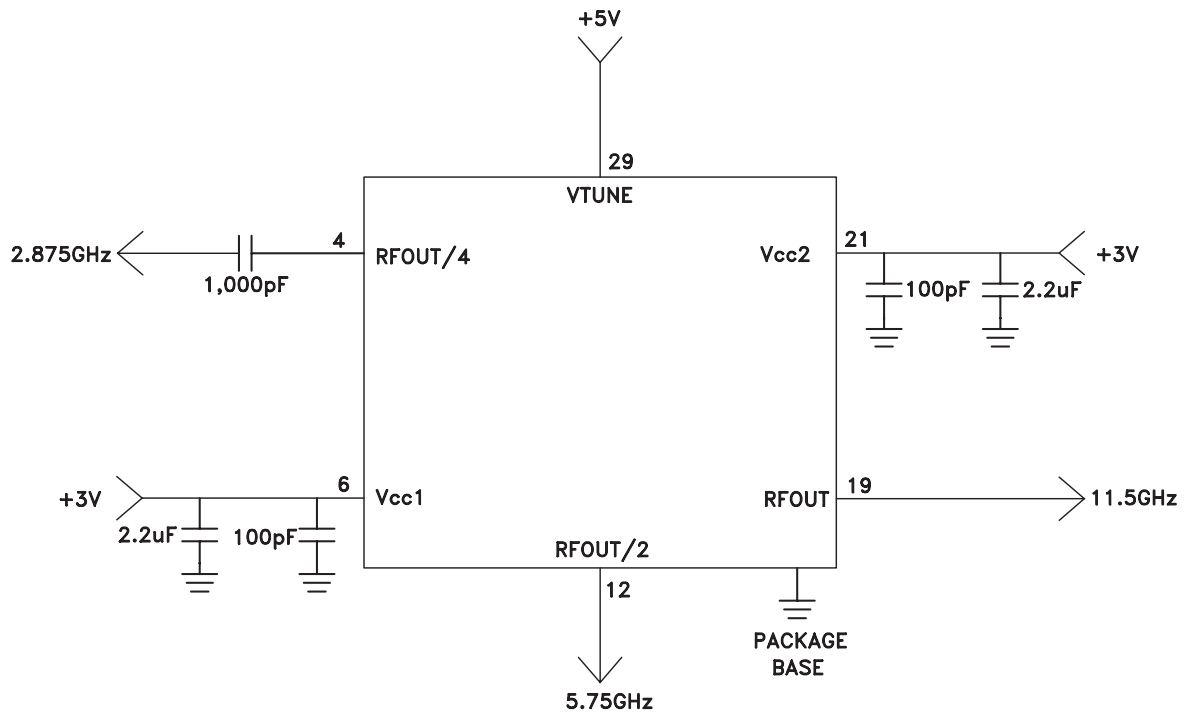 +5V
29
VTUNE
2.875GHz
4
RFOUT/4
1,000pF
Vcc2
21
+3V
100pF
2.2uF
+3V
6
Vcc1
2.2uF
100pF
RFOUT
19
11.5GHz
RFOUT/2
12
PACKAGE
BASE
5.75GHz